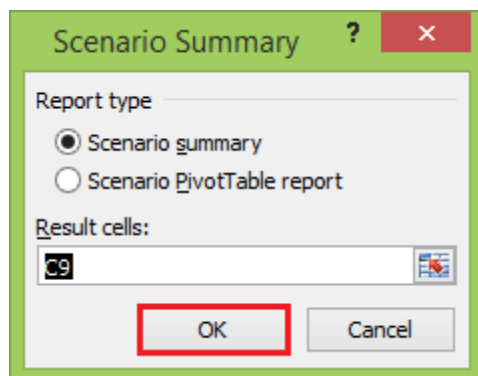 Scenario Summary ? ×
Report type
Scenario summary
Scenario PivotTable report
Result cells:
C9
OK Cancel